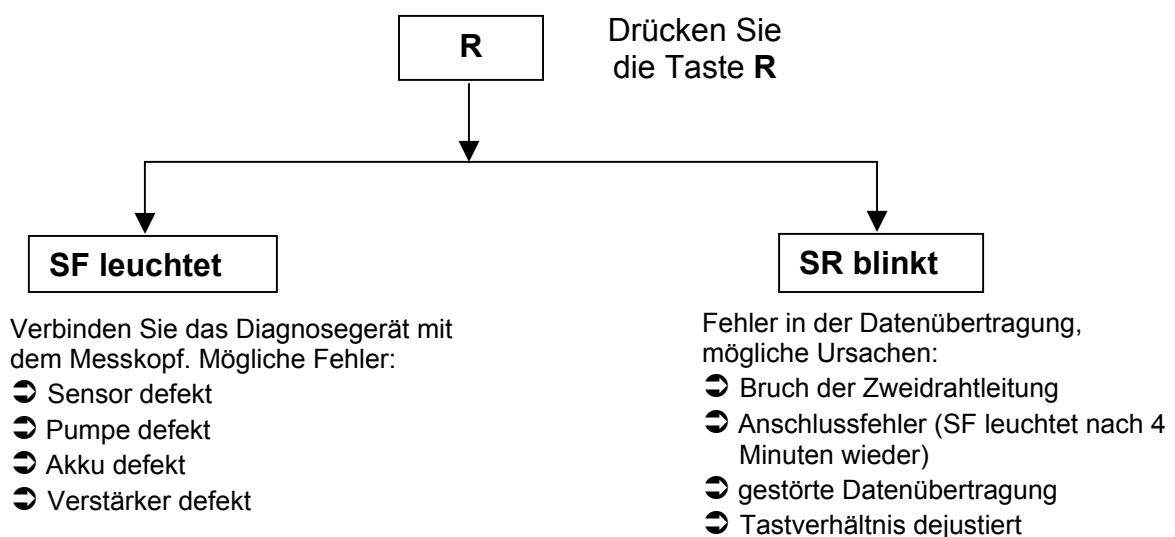 R
Drücken Sie
die Taste R
SF leuchtet
Verbinden Sie das Diagnosegerät mit
dem Messkopf. Mögliche Fehler:
➲ Sensor defekt
➲ Pumpe defekt
➲ Akku defekt
➲ Verstärker defekt
SR blinkt
Fehler in der Datenübertragung,
mögliche Ursachen:
➲ Bruch der Zweidrahtleitung
➲ Anschlussfehler (SF leuchtet nach 4
Minuten wieder)
➲ gestörte Datenübertragung
➲ Tastverhältnis dejustiert